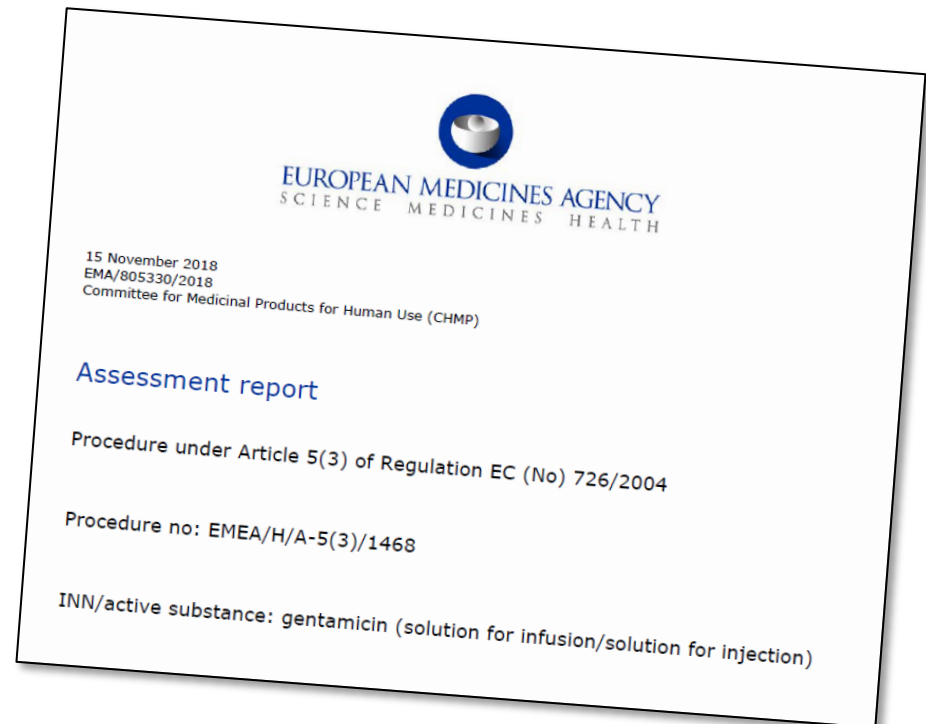 EUROPEAN MEDICINES AGENCY
SCIENCE MEDICINES HEALTH
15 November 2018
EMA/805330/2018
Committee for Medicinal Products for Human Use (CHMP)
Assessment report
Procedure under Article 5(3) of Regulation EC (No) 726/2004
Procedure no: EMEA/H/A-5(3)/1468
INN/active substance: gentamicin (solution for infusion/solution for injection)